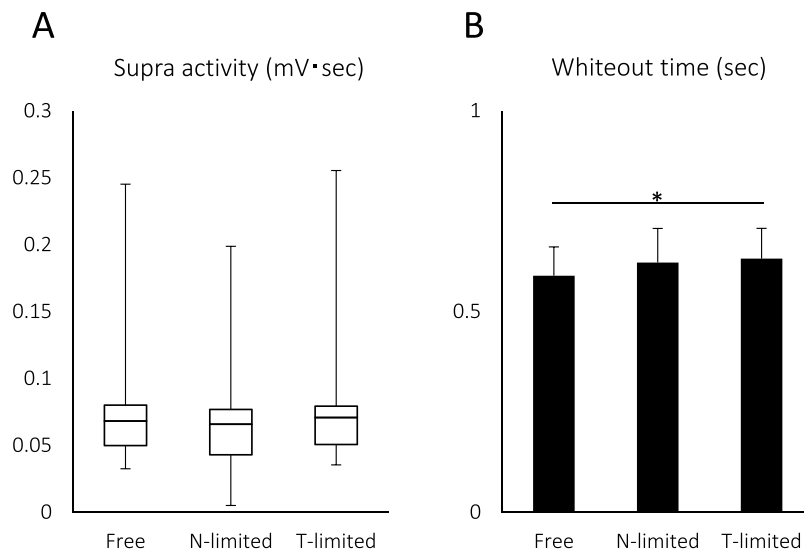 A
Supra activity (mV･sec)
0.3
0.25
0.2
0.15
0.1
0.05
0
Free N-limited T-limited
B
Whiteout time (sec)
1
*
0.5
0
Free N-limited T-limited